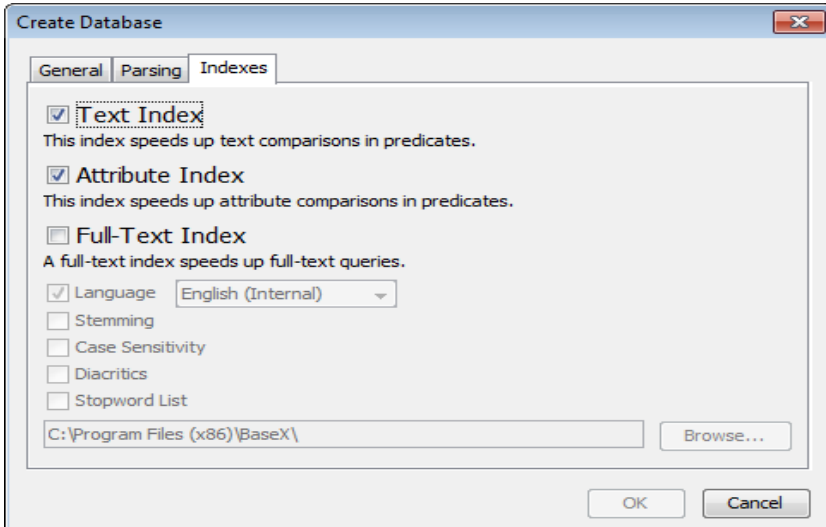 Create Database
General Parsing Indexes
Text Index
This index speeds up text comparisons in predicates.
Attribute Index
This index speeds up attribute comparisons in predicates.
Full-Text Index
A full-text index speeds up full-text queries.
Language English (Internal)
Stemming
Case Sensitivity
Diacritics
Stopword List
C:\Program Files (x86)\BaseX\ Browse...
OK Cancel